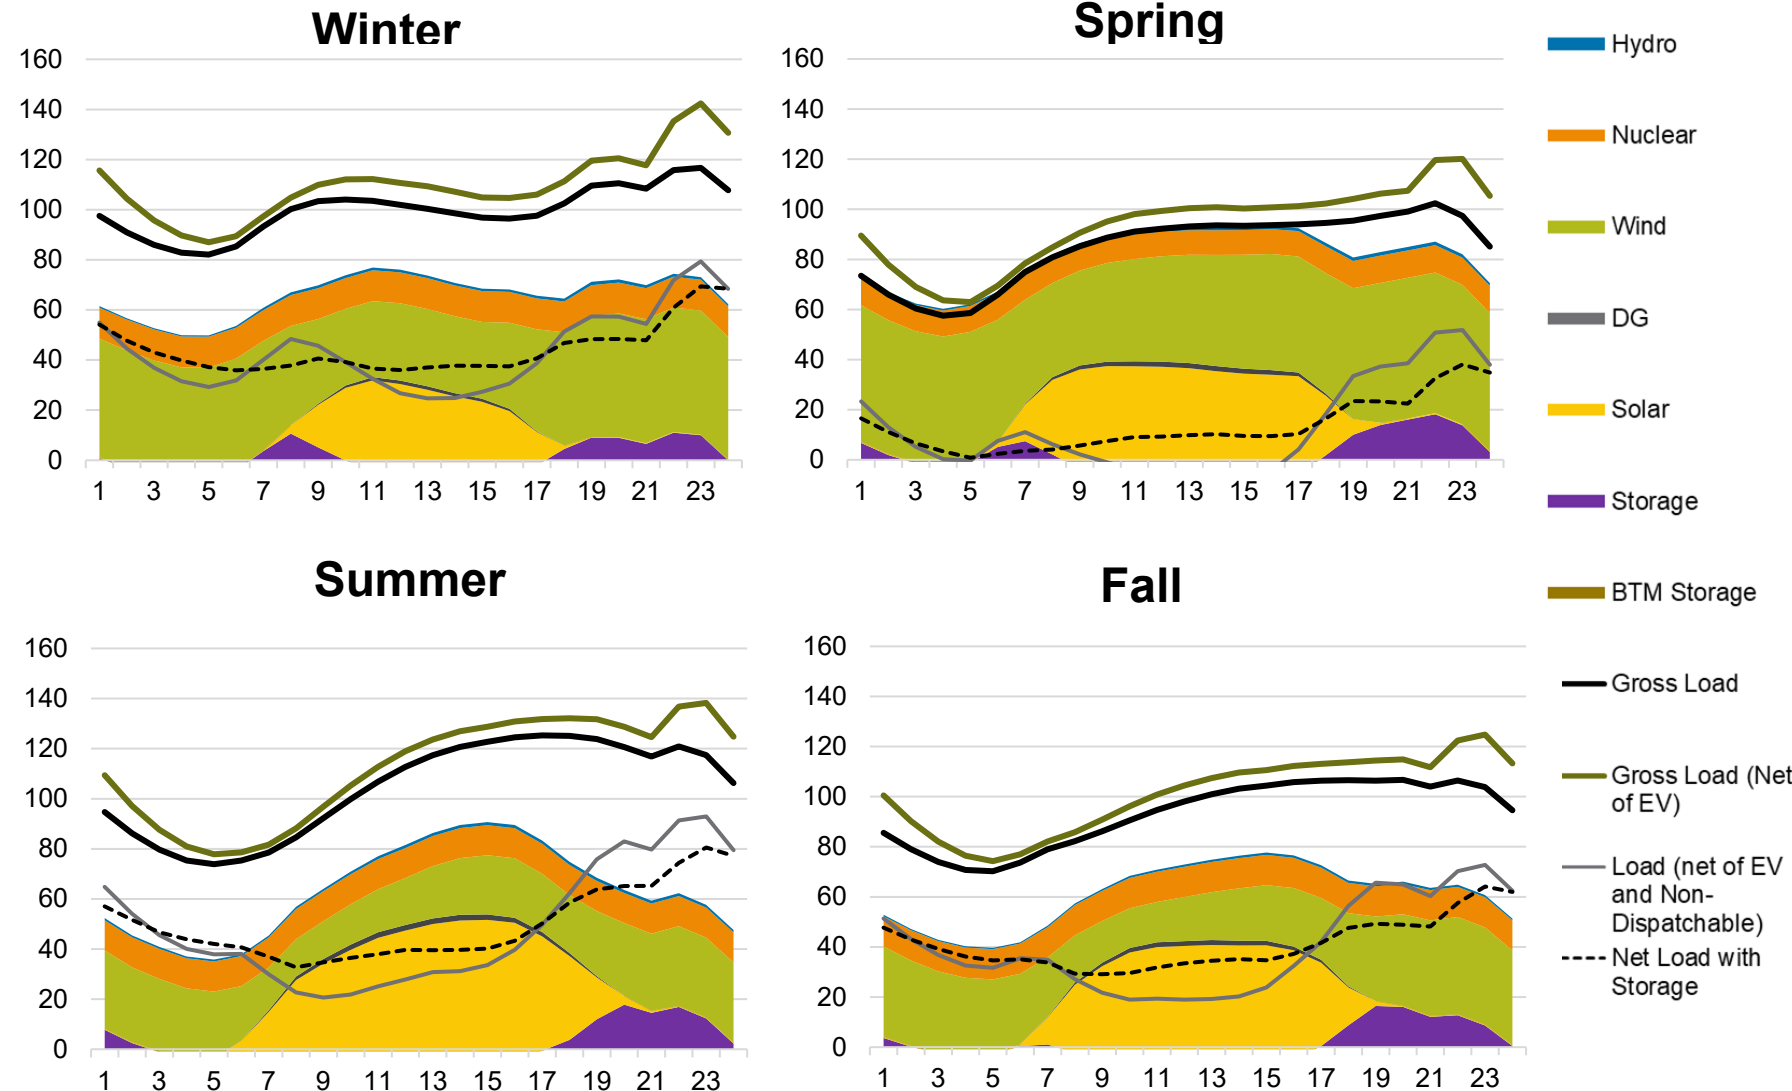 Winter
160
140
120
100
80
60
40
20
0
1 3 5 7 9 11 13 15 17 19 21 23
Spring
160
140
120
100
80
60
40
20
0
1 3 5 7 9 11 13 15 17 19 21 23
Summer
160
140
120
100
80
60
40
20
0
1 3 5 7 9 11 13 15 17 19 21 23
Fall
160
140
120
100
80
60
40
20
0
1 3 5 7 9 11 13 15 17 19 21 23
Hydro
Nuclear
Wind
DG
Solar
Storage
BTM Storage
Gross Load
Gross Load (Net
of EV)
Load (net of EV
and Non-
Dispatchable)
Net Load with
Storage